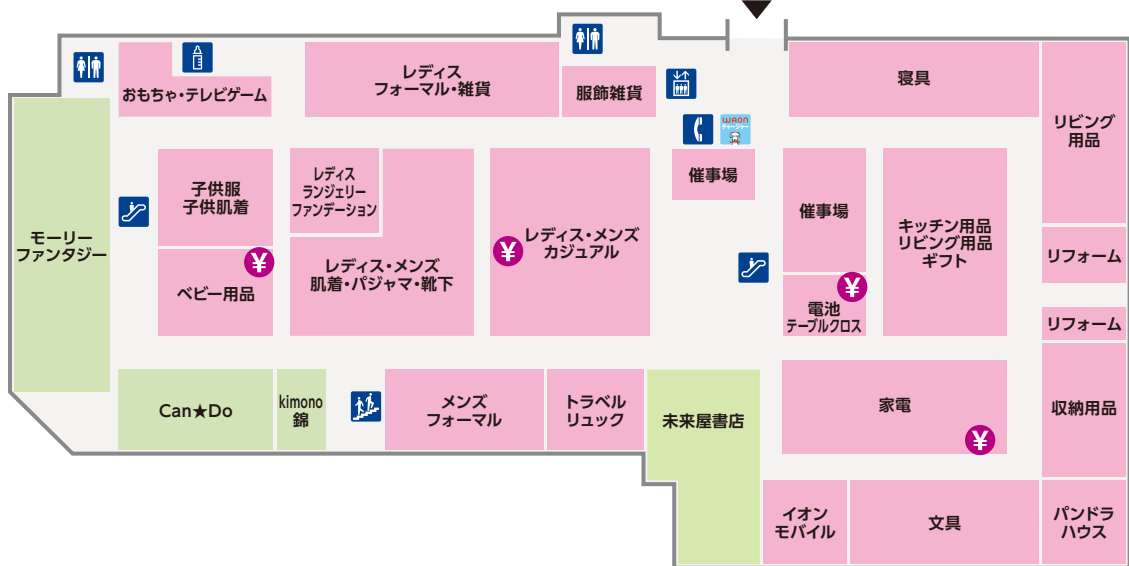 おもちゃ・テレビゲーム
レディス
フォーマル・雑貨
服飾雑貨
寝具
リビング
用品
WAON
チャージャー
モーリー
ファンタジー
子供服
子供肌着
レディス
ランジェリー
ファンデーション
レディス・メンズ
カジュアル
催事場
催事場
キッチン用品
リビング用品
ギフト
リフォーム
¥
ベビー用品
レディス・メンズ
肌着・パジャマ・靴下
¥
¥
電池
テーブルクロス
リフォーム
Can★Do
kimono
錦
メンズ
フォーマル
トラベル
リュック
未来屋書店
家電
¥
収納用品
イオン
モバイル
文具
パンドラ
ハウス